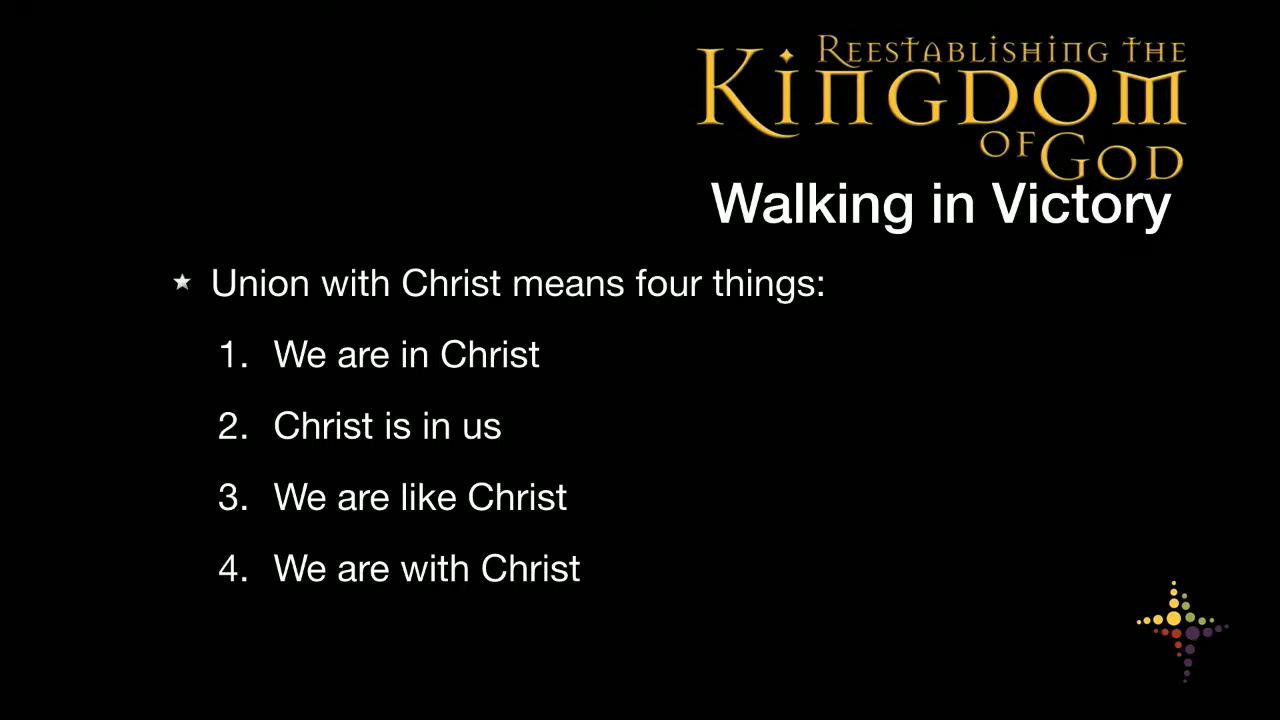 Reestablishing the
Kingdom
of God
Walking in Victory
Union with Christ means four things:
1. We are in Christ
2. Christ is in us
3. We are like Christ
4. We are with Christ